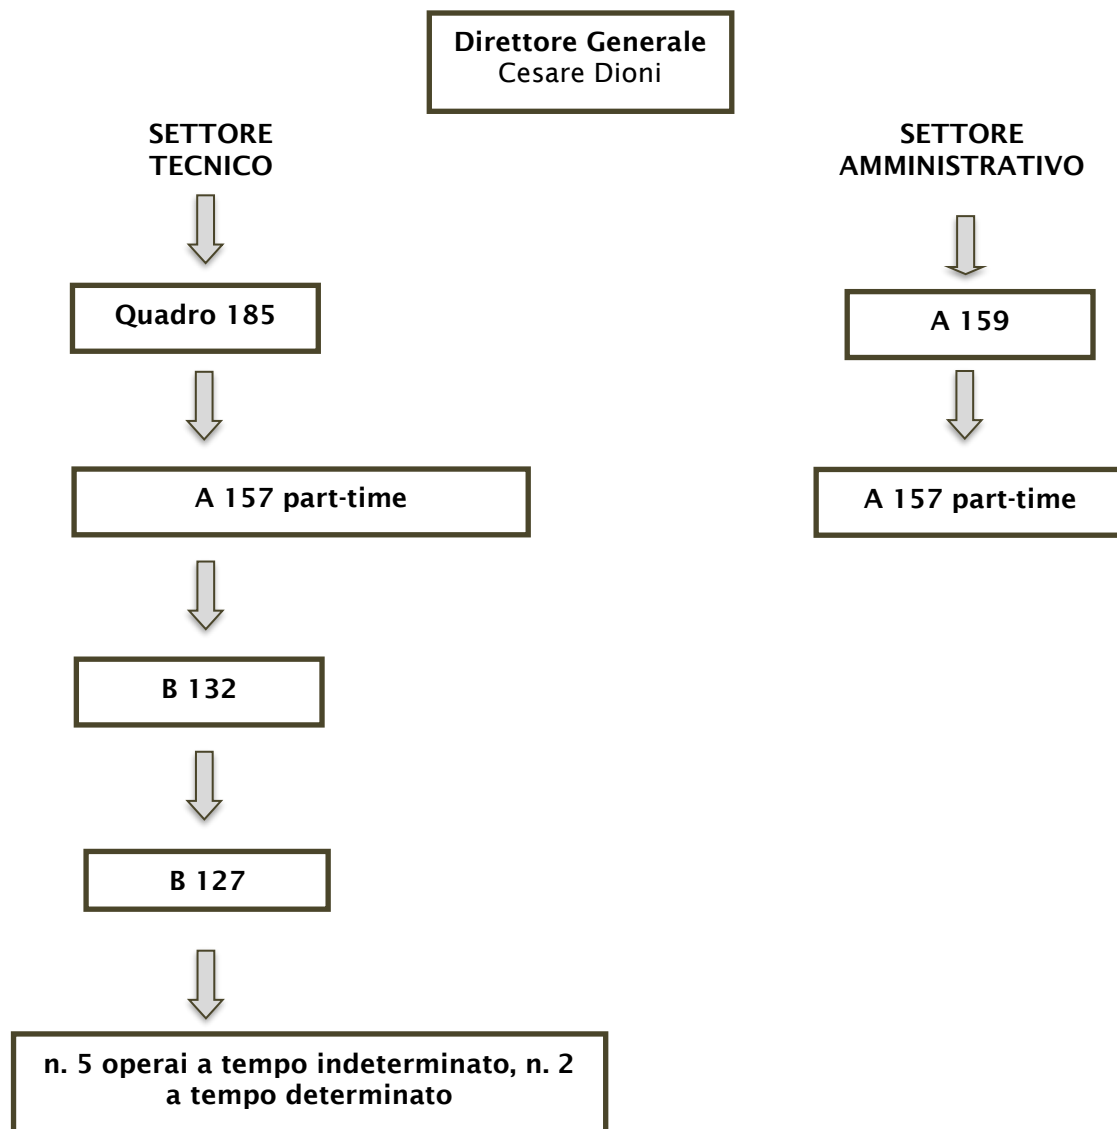 Direttore Generale
Cesare Dioni
SETTORE
TECNICO
Quadro 185
A 157 part-time
B 132
B 127
n. 5 operai a tempo indeterminato, n. 2
a tempo determinato
SETTORE
AMMINISTRATIVO
A 159
A 157 part-time